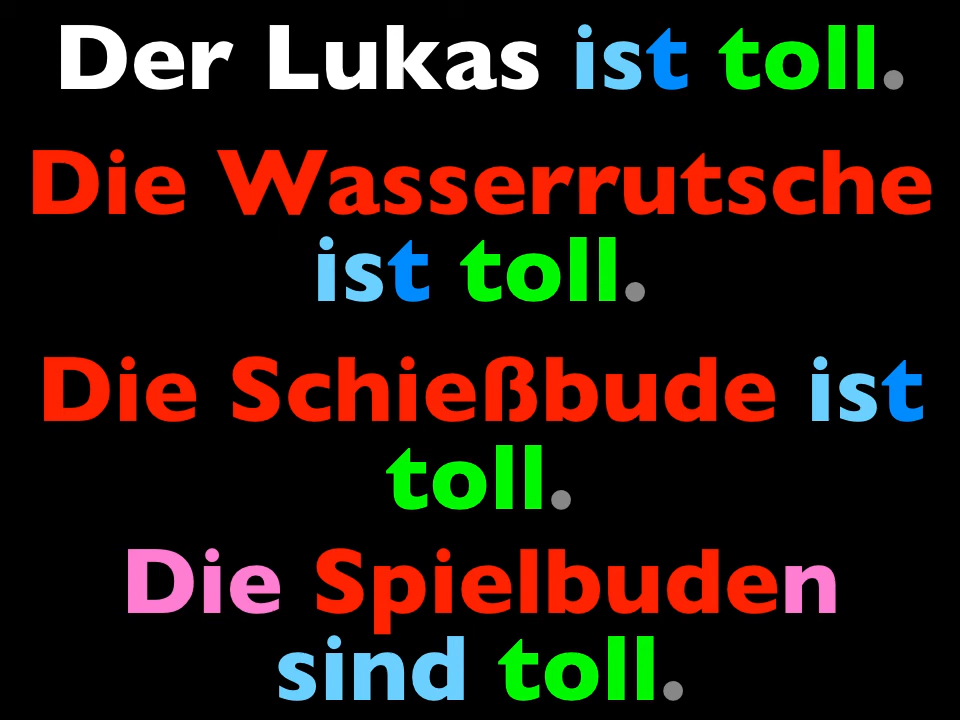 Der Lukas ist toll.
Die Wasserrutsche
ist toll.
Die Schießbude ist
toll.
Die Spielbuden
sind toll.